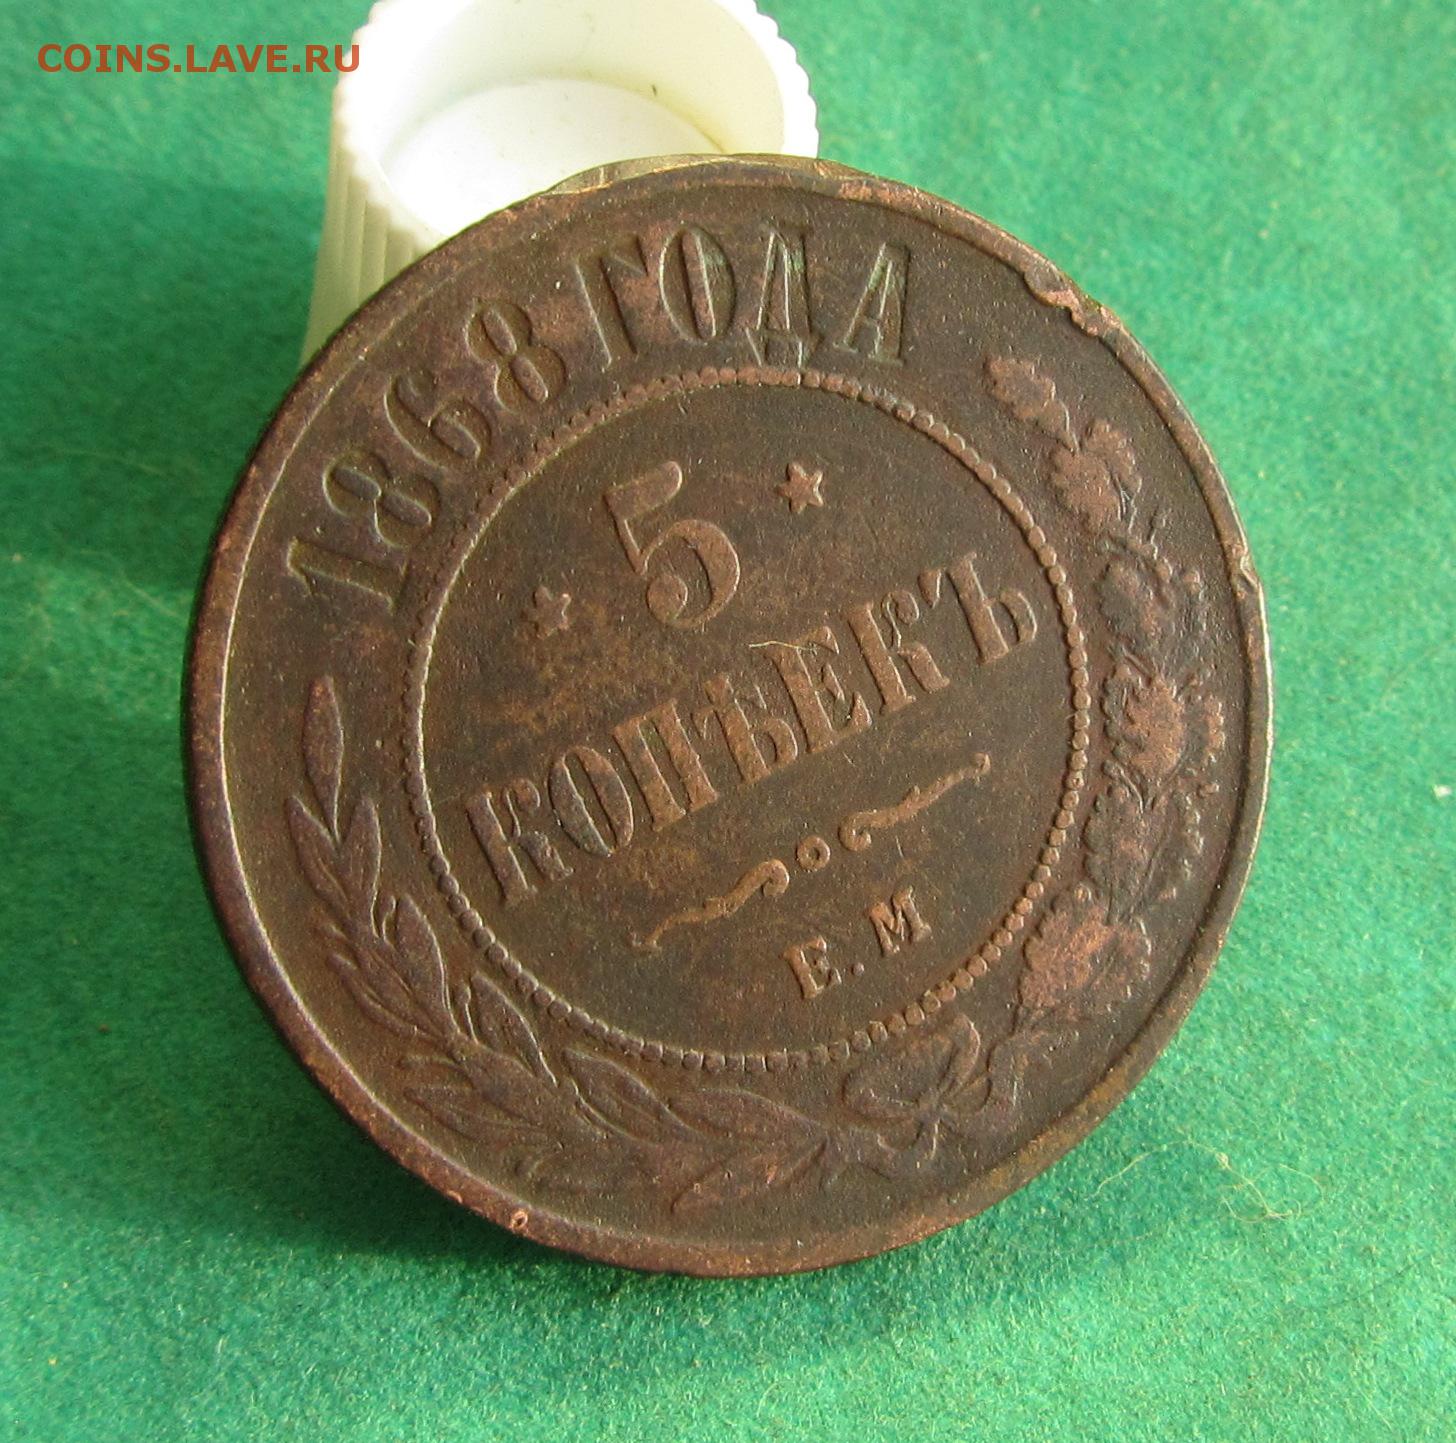 COINS.LAVE.RU
1868 ГОДА
5
КОПѢЕКЪ
Е.М